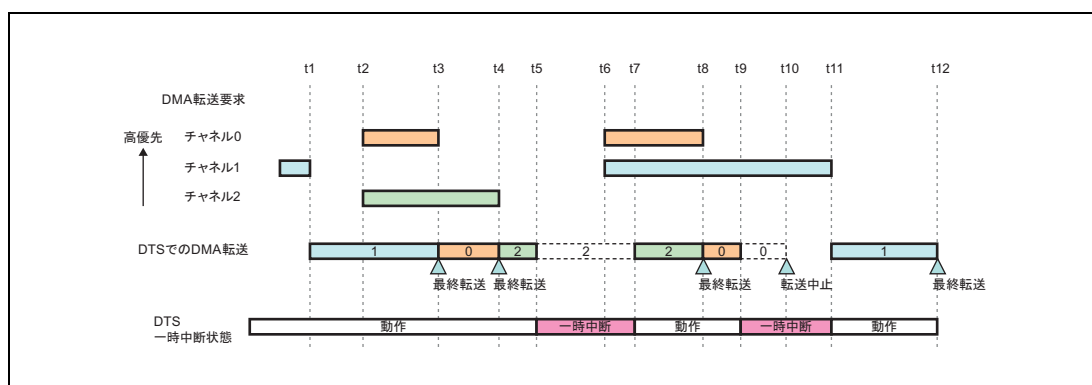 t1 t2 t3 t4 t5 t6 t7 t8 t9 t10 t11 t12
DMA転送要求
高優先
チャネル0
チャネル1
チャネル2
DTSでのDMA転送
1 0 2 2 2 0 0 1
最終転送 最終転送 最終転送 転送中止 最終転送
DTS
一時中断状態
動作 一時中断 動作 一時中断 動作